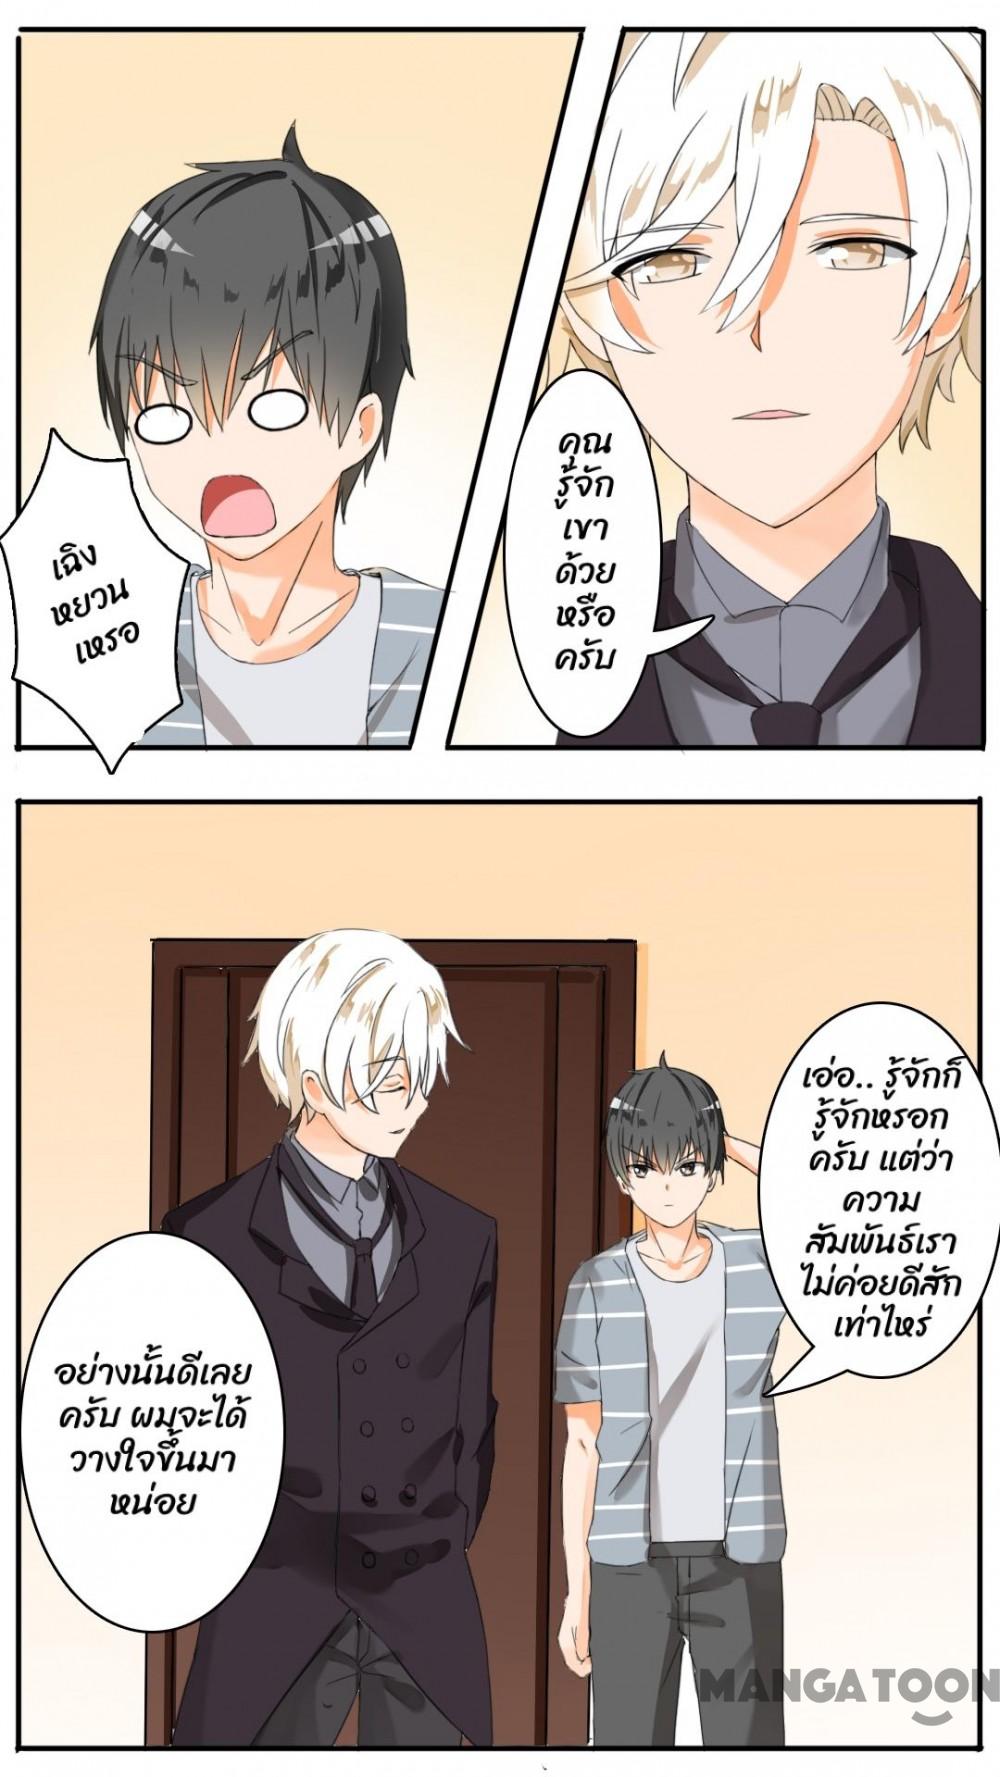 เฉิง
หยวน
เหรอ
คุณ
รู้จัก
เขา
ด้วย
หรือ
ครับ
เอ่อ.. รู้จักก็
รู้จักหรอก
ครับ แต่ว่า
ความ
สัมพันธ์เรา
ไม่ค่อยดีสัก
เท่าไหร่
อย่างนั้นดีเลย
ครับ ผมจะได้
วางใจขึ้นมา
หน่อย
MANGATOON